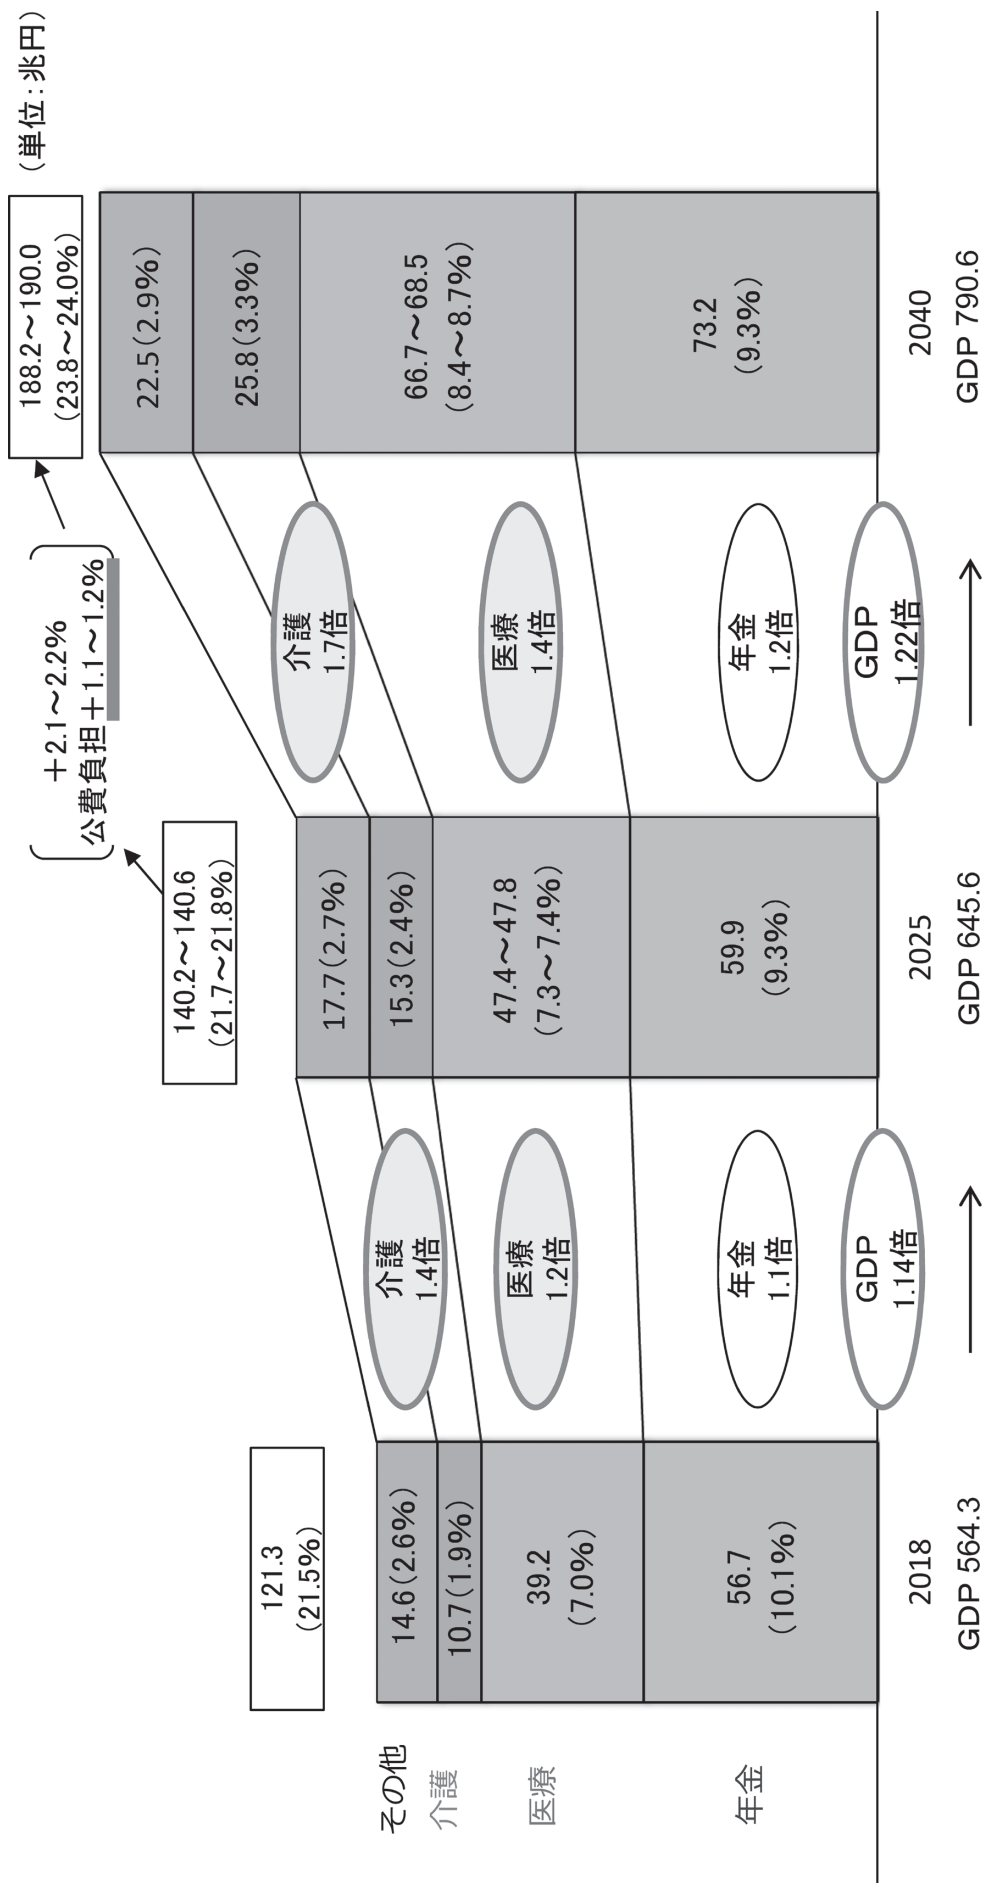 （単位：兆円）
188.2～190.0
（23.8～24.0％）
＋2.1～2.2％
公費負担＋1.1～1.2％
140.2～140.6
（21.7～21.8％）
121.3
（21.5％）
その他
14.6（2.6％）
17.7（2.7％）
22.5（2.9％）
介護
10.7（1.9％）
介護
1.4倍
15.3（2.4％）
介護
1.7倍
25.8（3.3％）
医療
39.2
（7.0％）
医療
1.2倍
47.4～47.8
（7.3～7.4％）
医療
1.4倍
66.7～68.5
（8.4～8.7％）
年金
56.7
（10.1％）
年金
1.1倍
59.9
（9.3％）
年金
1.2倍
73.2
（9.3％）
GDP
1.14倍
GDP
1.22倍
2018
GDP 564.3
2025
GDP 645.6
2040
GDP 790.6